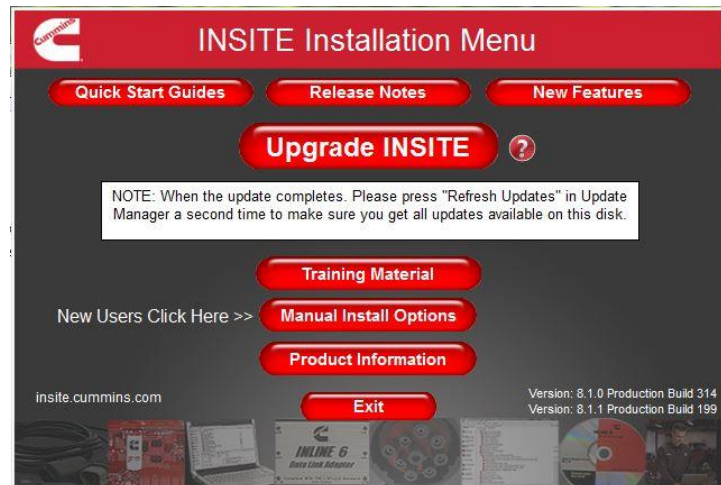 Cummins
INSITE Installation Menu
Quick Start Guides
Release Notes
New Features
Upgrade INSITE
?
NOTE: When the update completes. Please press "Refresh Updates" in Update
Manager a second time to make sure you get all updates available on this disk.
Training Material
New Users Click Here >> Manual Install Options
Product Information
insite.cummins.com
Exit
Version: 8.1.0 Production Build 314
Version: 8.1.1 Production Build 199
INLINE 6
Data Link Adapter